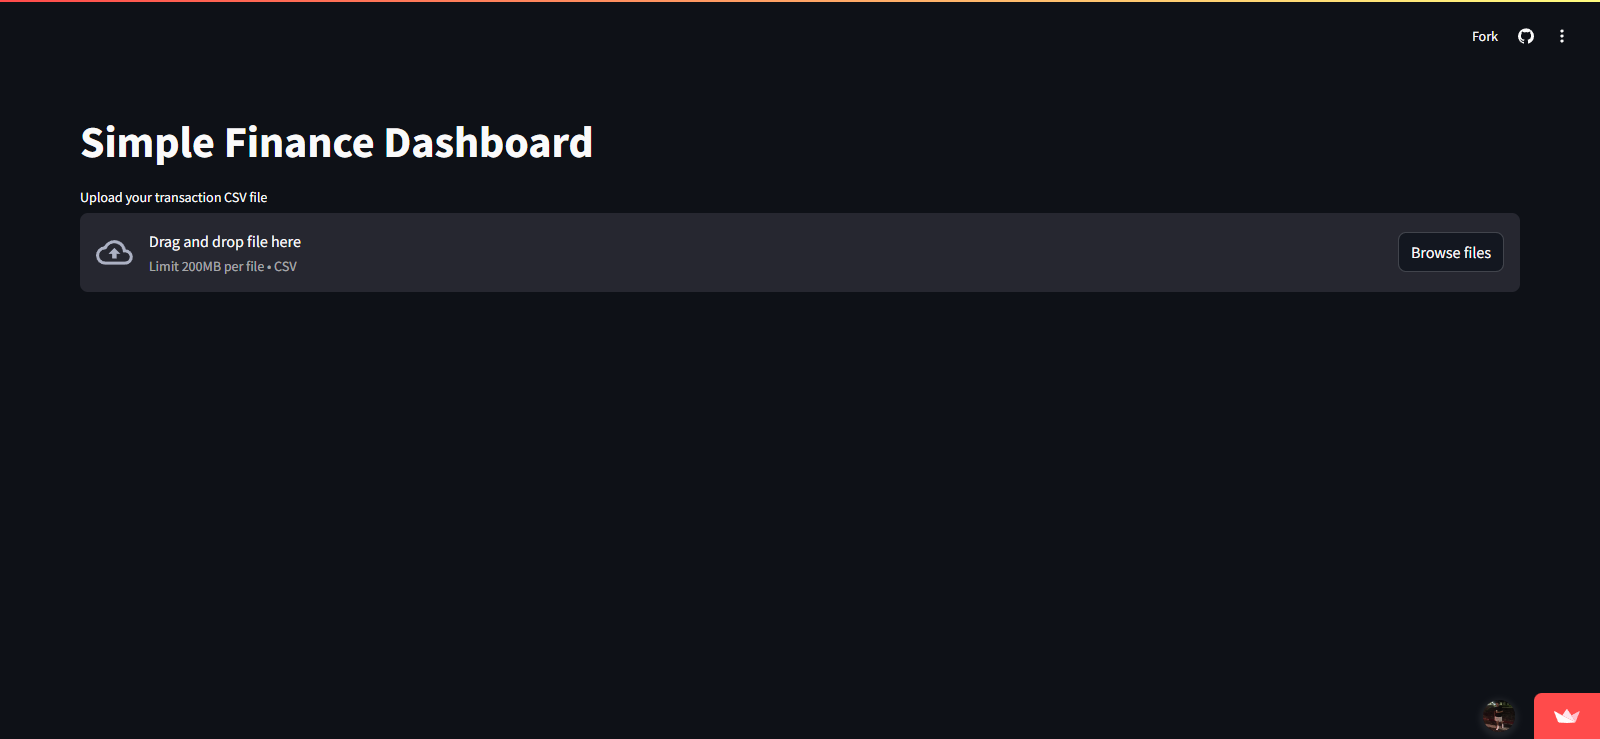 Fork
Simple Finance Dashboard
Upload your transaction CSV file
Drag and drop file here
Limit 200MB per file • CSV
Browse files